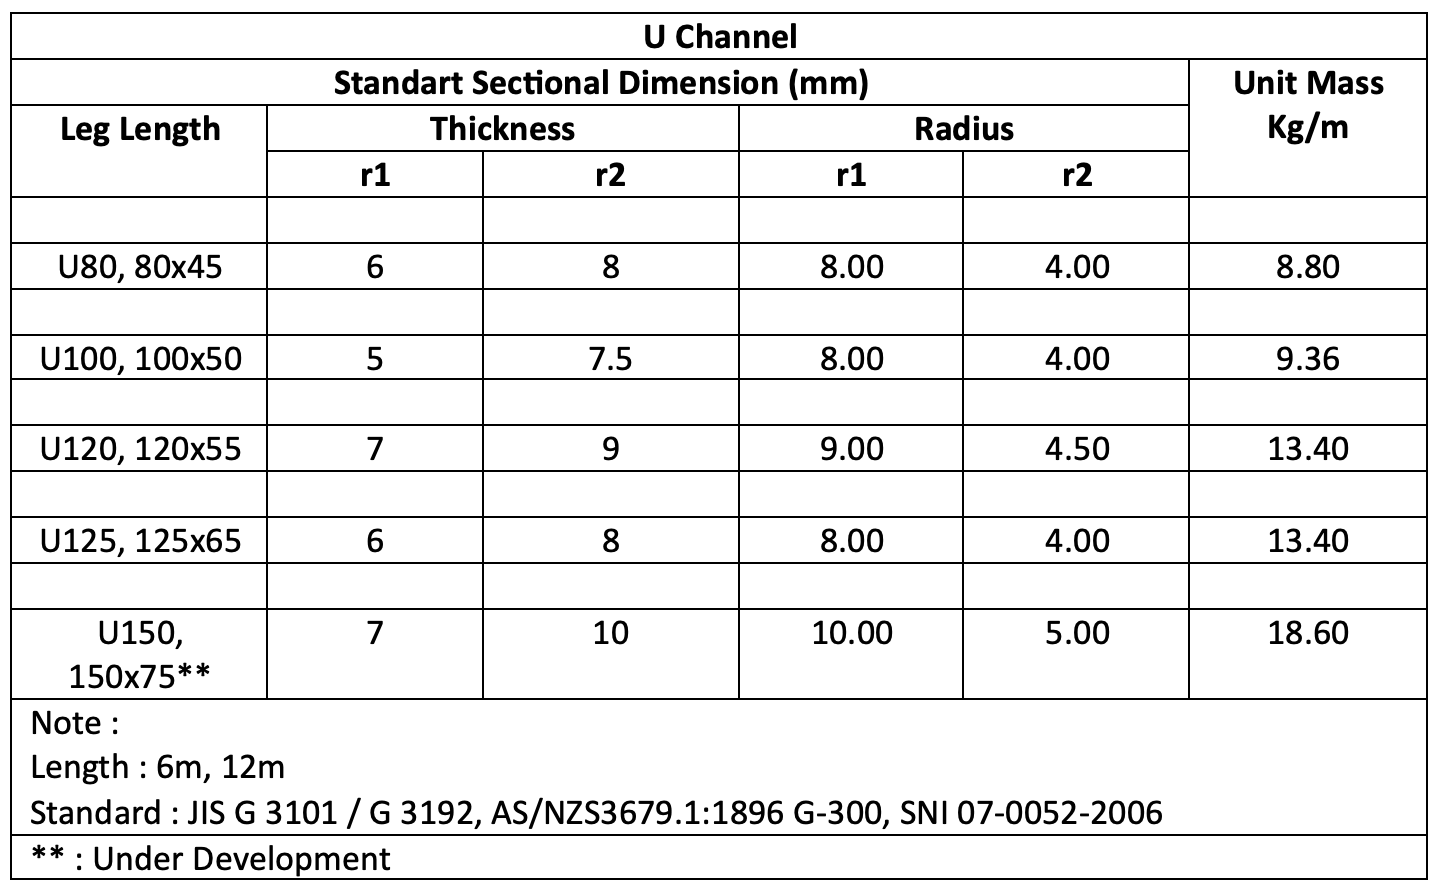 U Channel
Standart Sectional Dimension (mm) Unit Mass
Kg/m
Leg Length Thickness Radius
r1 r2 r1 r2
U80, 80x45 6 8 8.00 4.00 8.80
U100, 100x50 5 7.5 8.00 4.00 9.36
U120, 120x55 7 9 9.00 4.50 13.40
U125, 125x65 6 8 8.00 4.00 13.40
U150, 7 10 10.00 5.00 18.60
150x75**
Note :
Length : 6m, 12m
Standard : JIS G 3101 / G 3192, AS/NZS3679.1:1896 G-300, SNI 07-0052-2006
** : Under Development